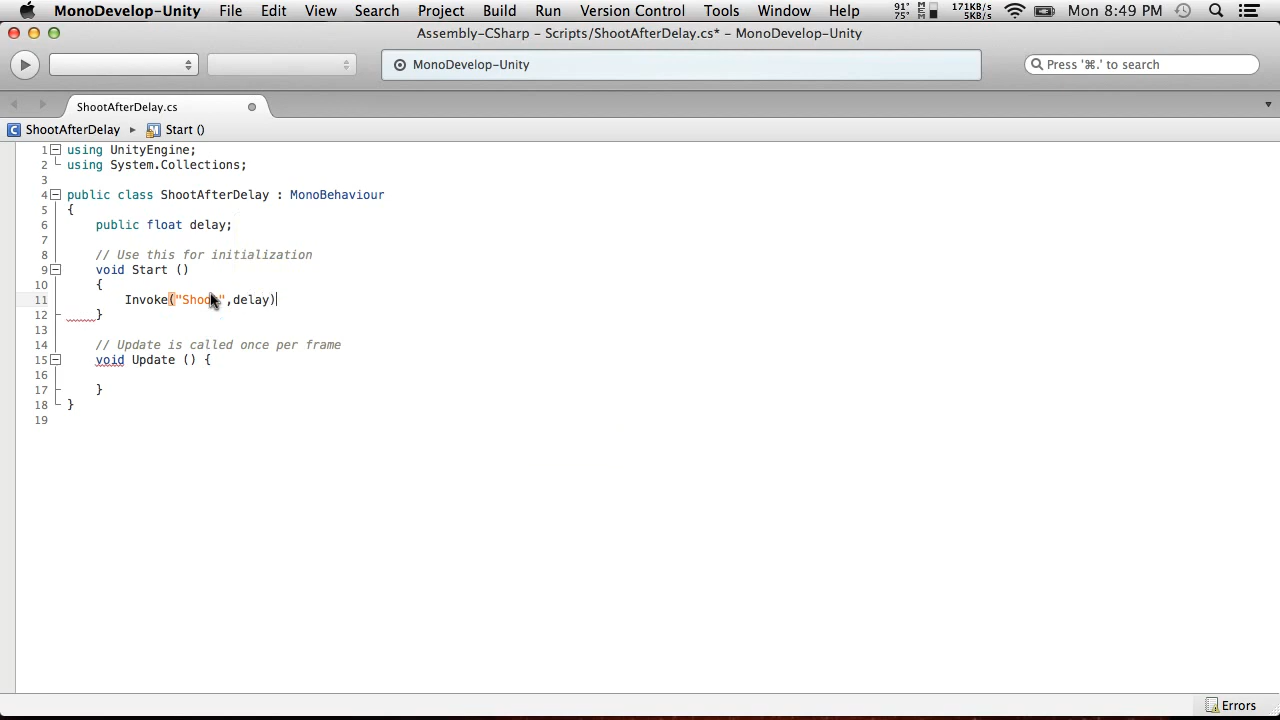 MonoDevelop-Unity File Edit View Search Project Build Run Version Control Tools Window Help 91° 75° M 171KB/s 5KB/s Mon 8:49 PM
Assembly-CSharp – Scripts/ShootAfterDelay.cs* – MonoDevelop-Unity
MonoDevelop-Unity
Press '⌘.' to search
ShootAfterDelay.cs
C ShootAfterDelay ▸ M Start ()
1 using UnityEngine;
2 using System.Collections;
3
4 public class ShootAfterDelay : MonoBehaviour
5 {
6 public float delay;
7
8 // Use this for initialization
9 void Start ()
10 {
11 Invoke(" ",delay)
12 }
13
14 // Update is called once per frame
15 void Update () {
16
17 }
18 }
19
Errors